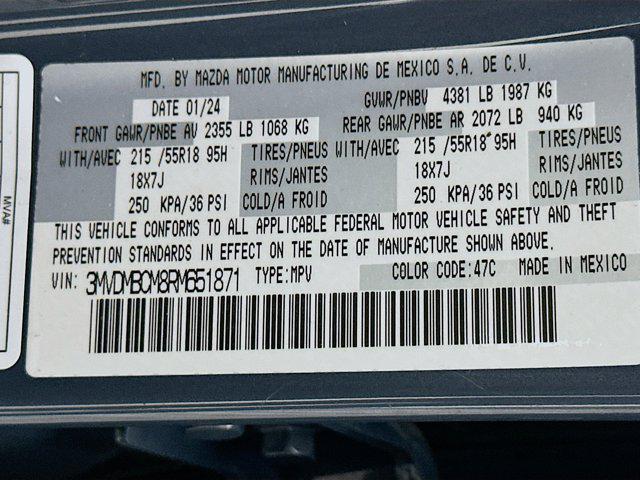 MFD. BY MAZDA MOTOR MANUFACTURING DE MEXICO S.A. DE C.V.
DATE 01/24 GVWR/PNBV 4381 LB 1987 KG
FRONT GAWR/PNBE AV 2355 LB 1068 KG REAR GAWR/PNBE AR 2072 LB 940 KG
WITH/AVEC 215 /55R18 95H TIRES/PNEUS WITH/AVEC 215 /55R18 95H TIRES/PNEUS
18X7J RIMS/JANTES 18X7J RIMS/JANTES
250 KPA/36 PSI COLD/A FROID 250 KPA/36 PSI COLD/A FROID
THIS VEHICLE CONFORMS TO ALL APPLICABLE FEDERAL MOTOR VEHICLE SAFETY AND THEFT
PREVENTION STANDARDS IN EFFECT ON THE DATE OF MANUFACTURE SHOWN ABOVE.
VIN: 3MVDMBCM8RM651871 TYPE:MPV COLOR CODE:47C MADE IN MEXICO
MVA#